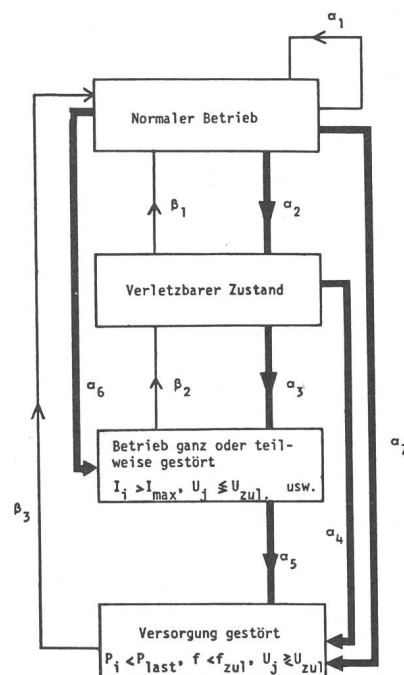 α1
Normaler Betrieb
β1
α2
Verletzbarer Zustand
α6
β2
α3
Betrieb ganz oder teil-
weise gestört
Ii > Imax, Uj ≶ Uzul. usw.
α7
β3
α4
α5
Versorgung gestört
Pi < Plast, f < fzul, Uj ≷ Uzul